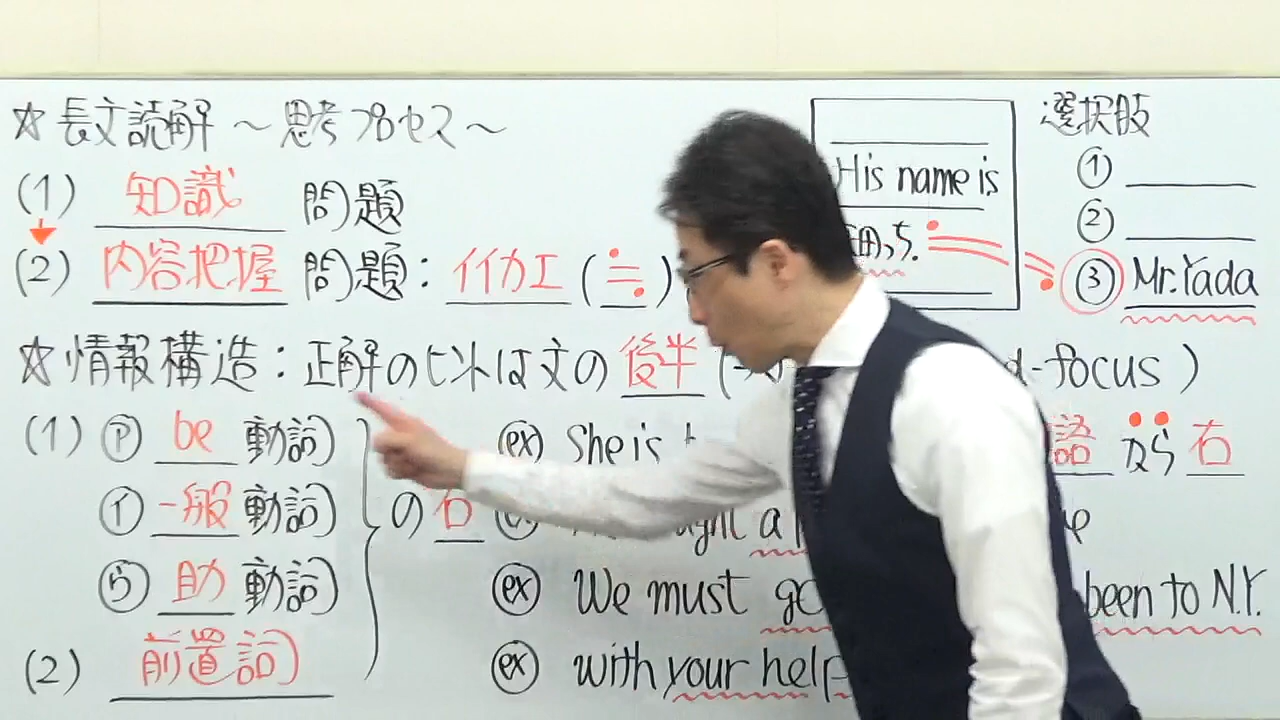 ☆長文読解 ～思考プロセス～
(1) 知識 問題
(2) 内容把握 問題：イイカエ(≒)
His name is
選択肢
①
②
③ Mr. Yada
☆情報構造：正解のヒントは文の後半 ( d-focus)
(1) ㋐ be 動詞
㋑ 一般 動詞
㋒ 助 動詞
の右
(2) 前置詞
ex She is
語 から 右
ex a
ex We must go been to N.Y.
ex with your help